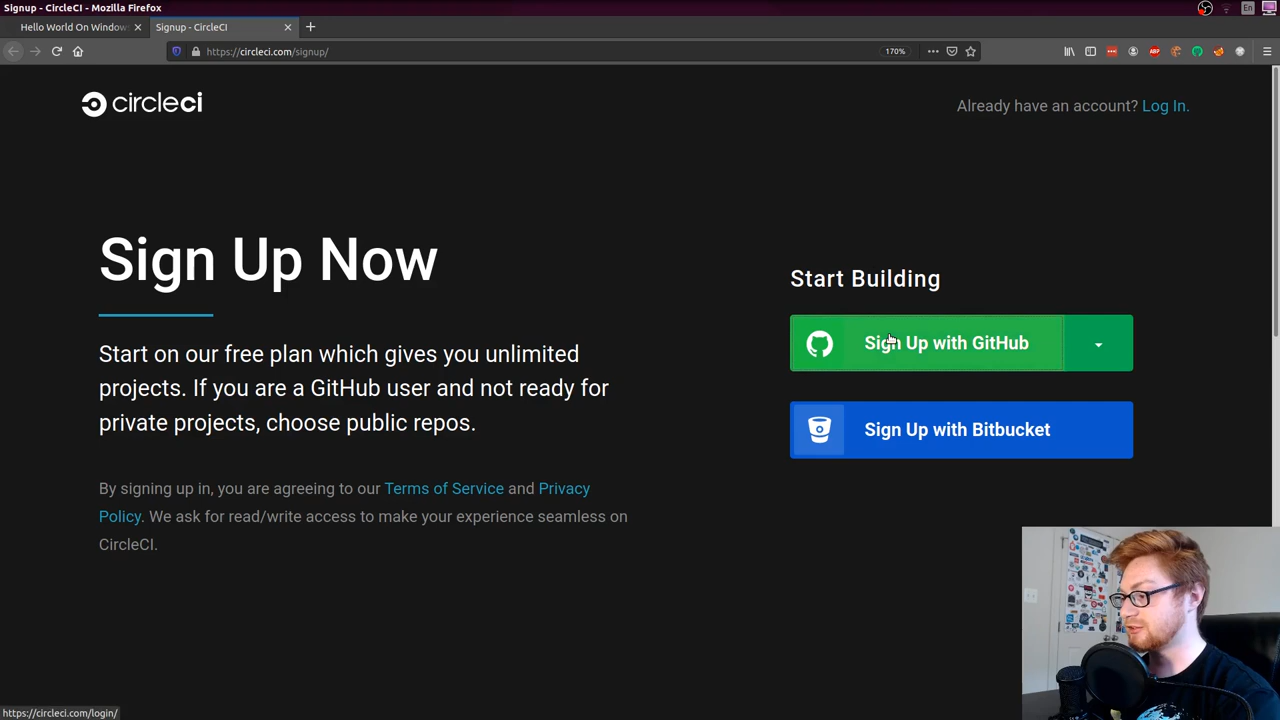 Signup - CircleCI - Mozilla Firefox
En
Hello World On Window
Signup - CircleCI
https://circleci.com/signup/
170%
ABP
circleci
Already have an account? Log In.
Sign Up Now
Start on our free plan which gives you unlimited
projects. If you are a GitHub user and not ready for
private projects, choose public repos.
By signing up in, you are agreeing to our Terms of Service and Privacy
Policy. We ask for read/write access to make your experience seamless on
CircleCI.
Start Building
Sign Up with GitHub
Sign Up with Bitbucket
https://circleci.com/login/